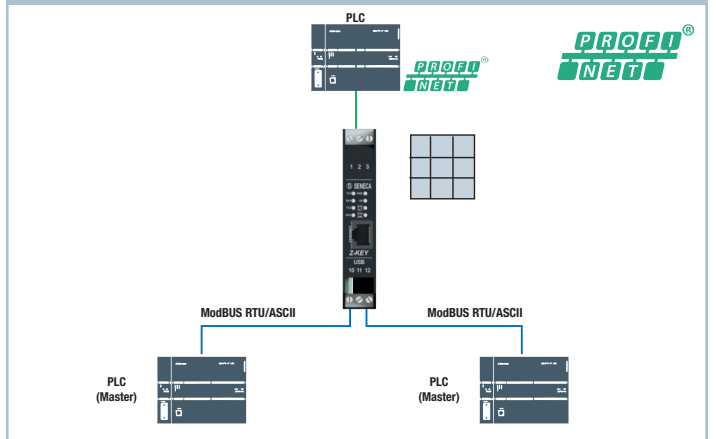 PLC
PROFI®
NET
PROFI®
NET
1 2 3
SENECA
Z-KEY
USB
10 11 12
ModBUS RTU/ASCII
ModBUS RTU/ASCII
PLC
(Master)
PLC
(Master)